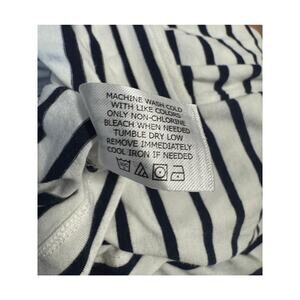 MACHINE WASH COLD
WITH LIKE COLORS
ONLY NON-CHLORINE
BLEACH WHEN NEEDED
TUMBLE DRY LOW
REMOVE IMMEDIATELY
COOL IRON IF NEEDED